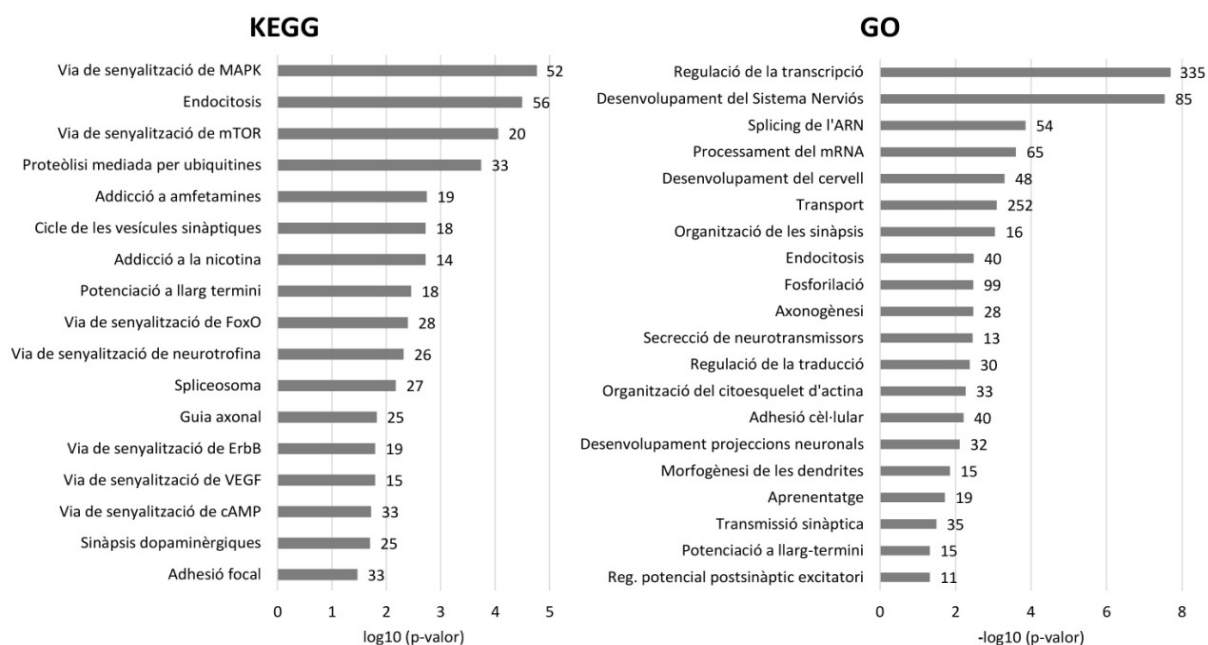 KEGG
Via de senyalització de MAPK 52
Endocitosis 56
Via de senyalització de mTOR 20
Proteòlisi mediada per ubiquitines 33
Addicció a amfetamines 19
Cicle de les vesícules sinàptiques 18
Addicció a la nicotina 14
Potenciació a llarg termini 18
Via de senyalització de FoxO 28
Via de senyalització de neurotrofina 26
Spliceosoma 27
Guia axonal 25
Via de senyalització de ErbB 19
Via de senyalització de VEGF 15
Via de senyalització de cAMP 33
Sinàpsis dopaminèrgiques 25
Adhesió focal 33
0 1 2 3 4 5
log10 (p-valor)
GO
Regulació de la transcripció 335
Desenvolupament del Sistema Nerviós 85
Splicing de l'ARN 54
Processament del mRNA 65
Desenvolupament del cervell 48
Transport 252
Organització de les sinàpsis 16
Endocitosis 40
Fosforilació 99
Axonogènesi 28
Secrecció de neurotransmissors 13
Regulació de la traducció 30
Organització del citoesquelet d'actina 33
Adhesió cèl·lular 40
Desenvolupament projeccions neuronals 32
Morfogènesi de les dendrites 15
Aprenentatge 19
Transmissió sinàptica 35
Potenciació a llarg-termini 15
Reg. potencial postsinàptic excitatori 11
0 2 4 6 8
-log10 (p-valor)